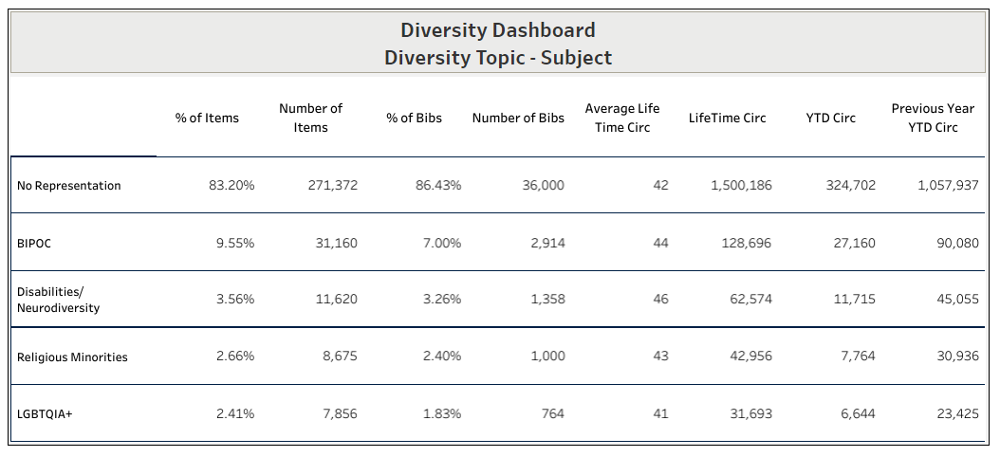 Diversity Dashboard
Diversity Topic - Subject
% of Items Number of Items % of Bibs Number of Bibs Average Life Time Circ LifeTime Circ YTD Circ Previous Year YTD Circ
No Representation 83.20% 271,372 86.43% 36,000 42 1,500,186 324,702 1,057,937
BIPOC 9.55% 31,160 7.00% 2,914 44 128,696 27,160 90,080
Disabilities/ Neurodiversity 3.56% 11,620 3.26% 1,358 46 62,574 11,715 45,055
Religious Minorities 2.66% 8,675 2.40% 1,000 43 42,956 7,764 30,936
LGBTQIA+ 2.41% 7,856 1.83% 764 41 31,693 6,644 23,425